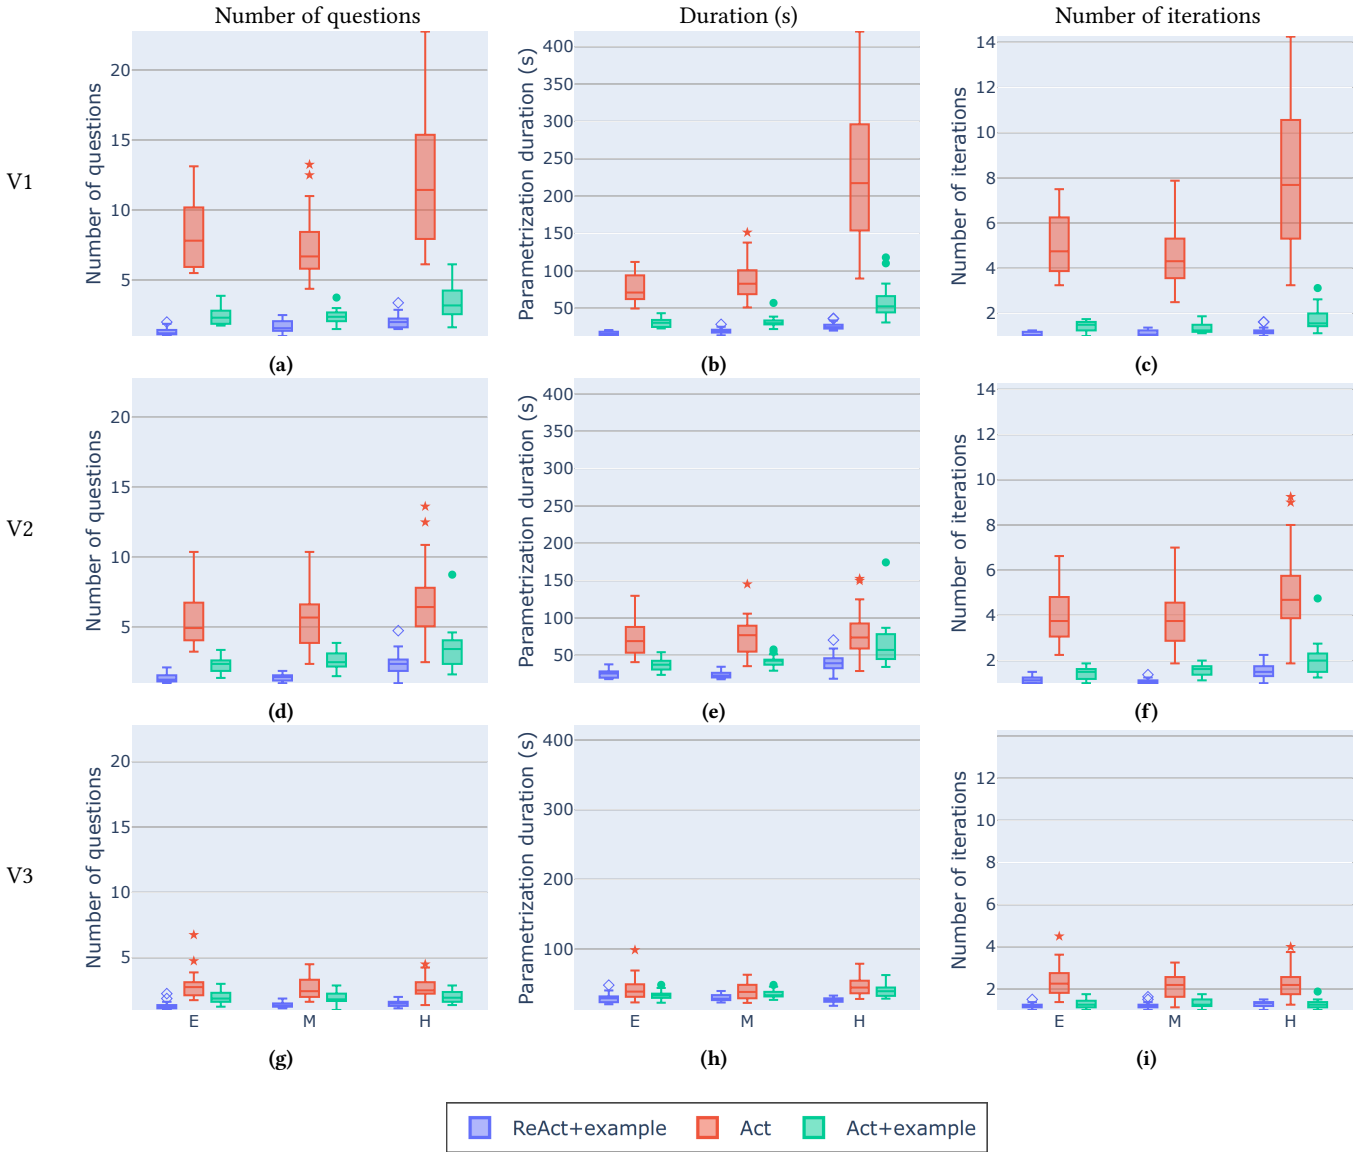 Number of questions
Duration (s)
Number of iterations
V1
Number of questions
20
15
10
5
Parametrization duration (s)
400
350
300
250
200
150
100
50
Number of iterations
14
12
10
8
6
4
2
(a)
(b)
(c)
V2
Number of questions
20
15
10
5
Parametrization duration (s)
400
350
300
250
200
150
100
50
Number of iterations
14
12
10
8
6
4
2
(d)
(e)
(f)
V3
Number of questions
20
15
10
5
E M H
Parametrization duration (s)
400
300
200
100
E M H
Number of iterations
12
10
8
6
4
2
E M H
(g)
(h)
(i)
ReAct+example Act Act+example